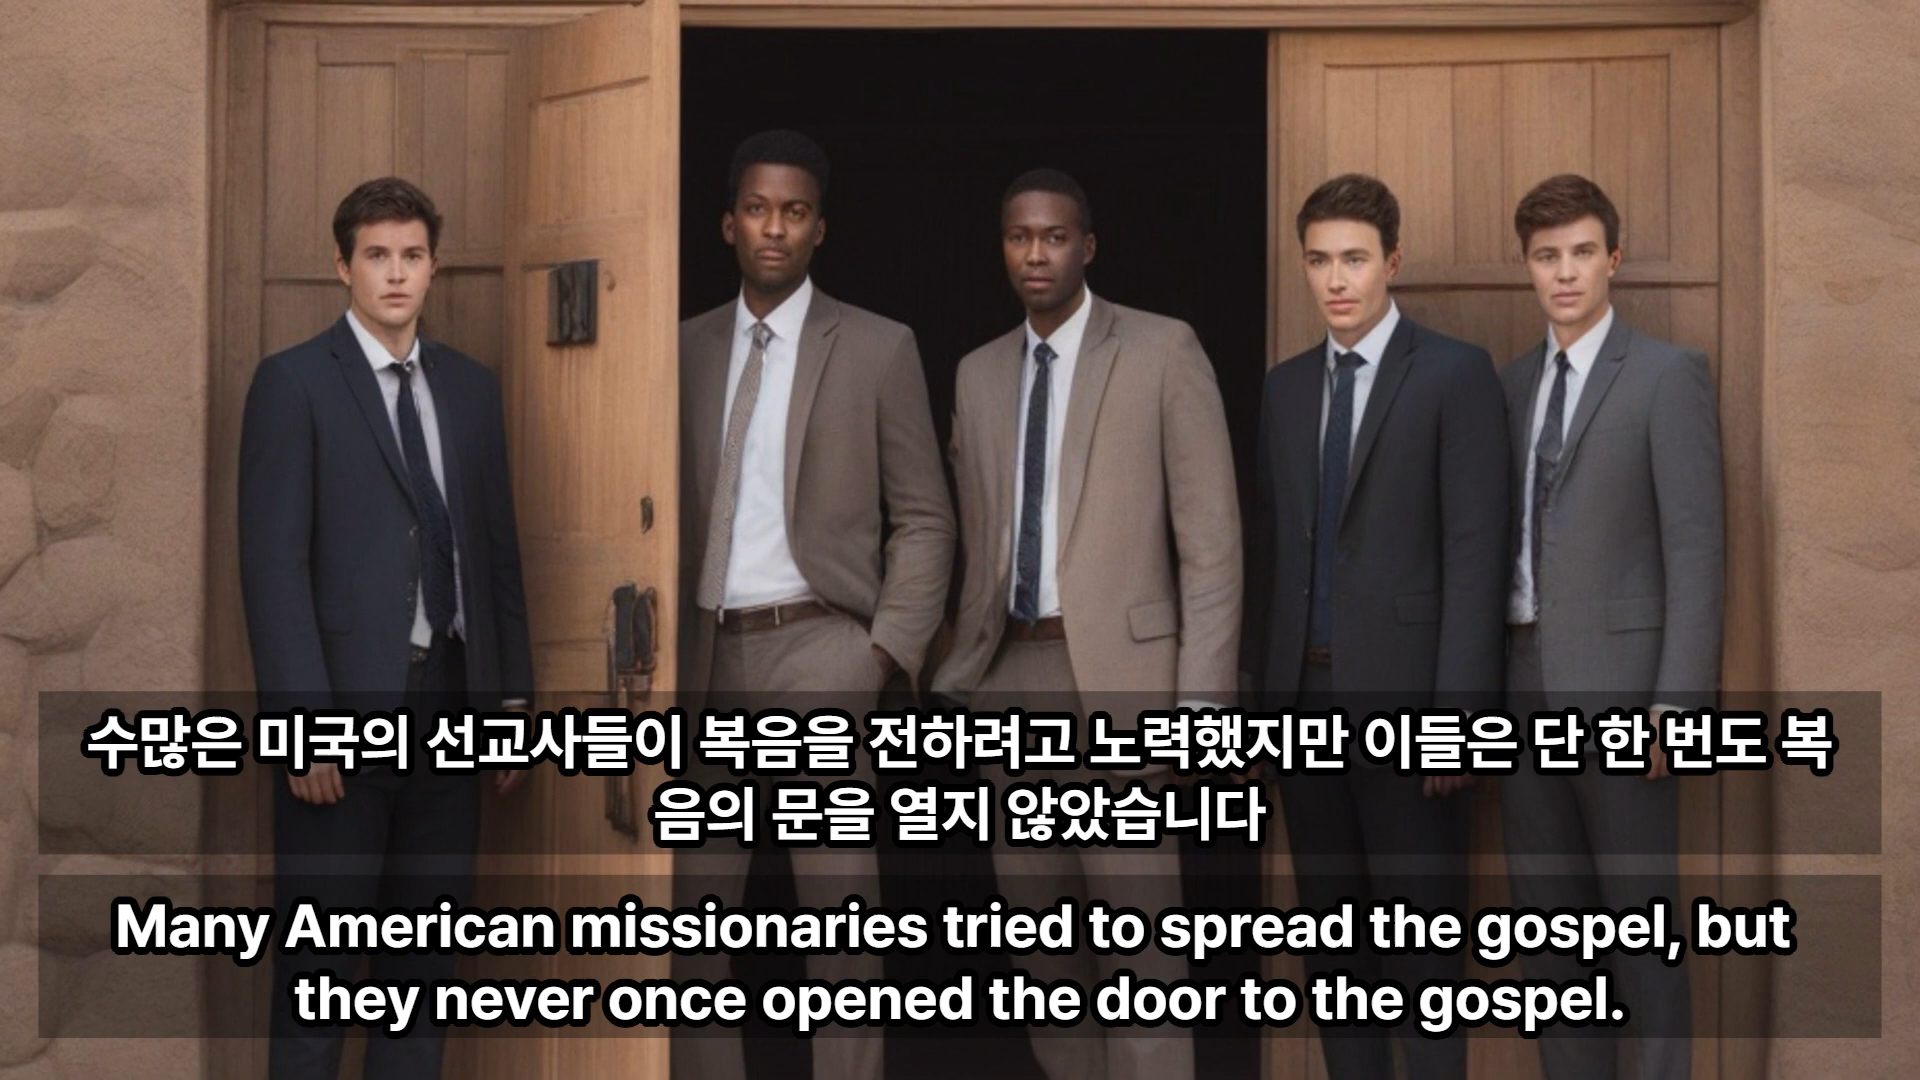 수많은 미국의 선교사들이 복음을 전하려고 노력했지만 이들은 단 한 번도 복
음의 문을 열지 않았습니다
Many American missionaries tried to spread the gospel, but
they never once opened the door to the gospel.